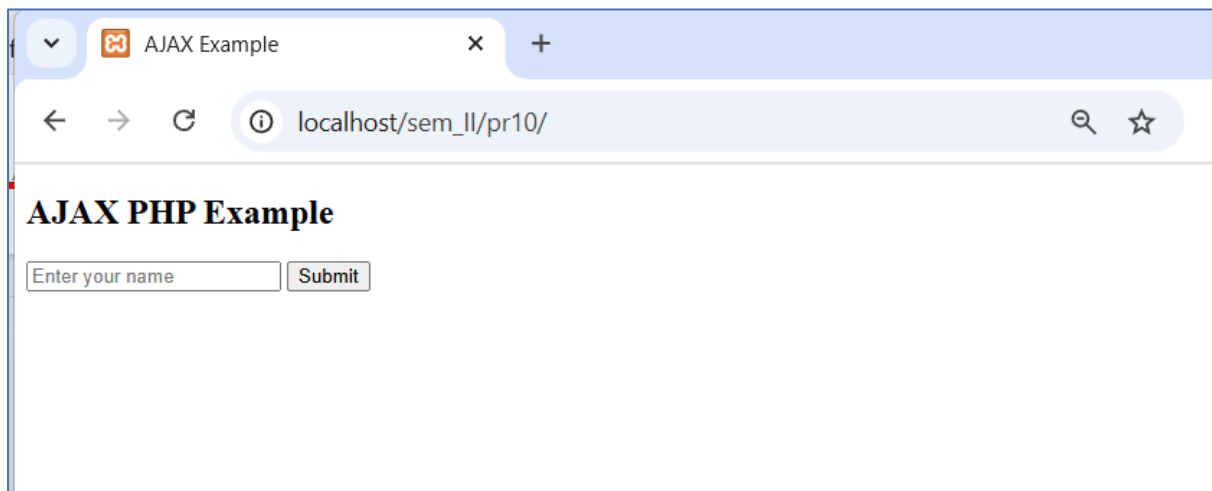 AJAX Example
localhost/sem_II/pr10/
AJAX PHP Example
Enter your name Submit